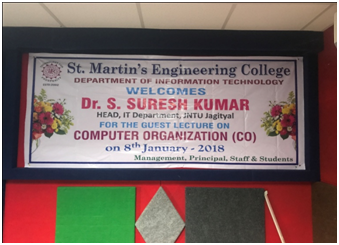 St. Martin's Engineering College
DEPARTMENT OF INFORMATION TECHNOLOGY
WELCOMES
Dr. S. SURESH KUMAR
HEAD, IT Department, JNTU Jagityal
FOR THE GUEST LECTURE ON
COMPUTER ORGANIZATION (CO)
on 8th January - 2018
Management, Principal, Staff & Students